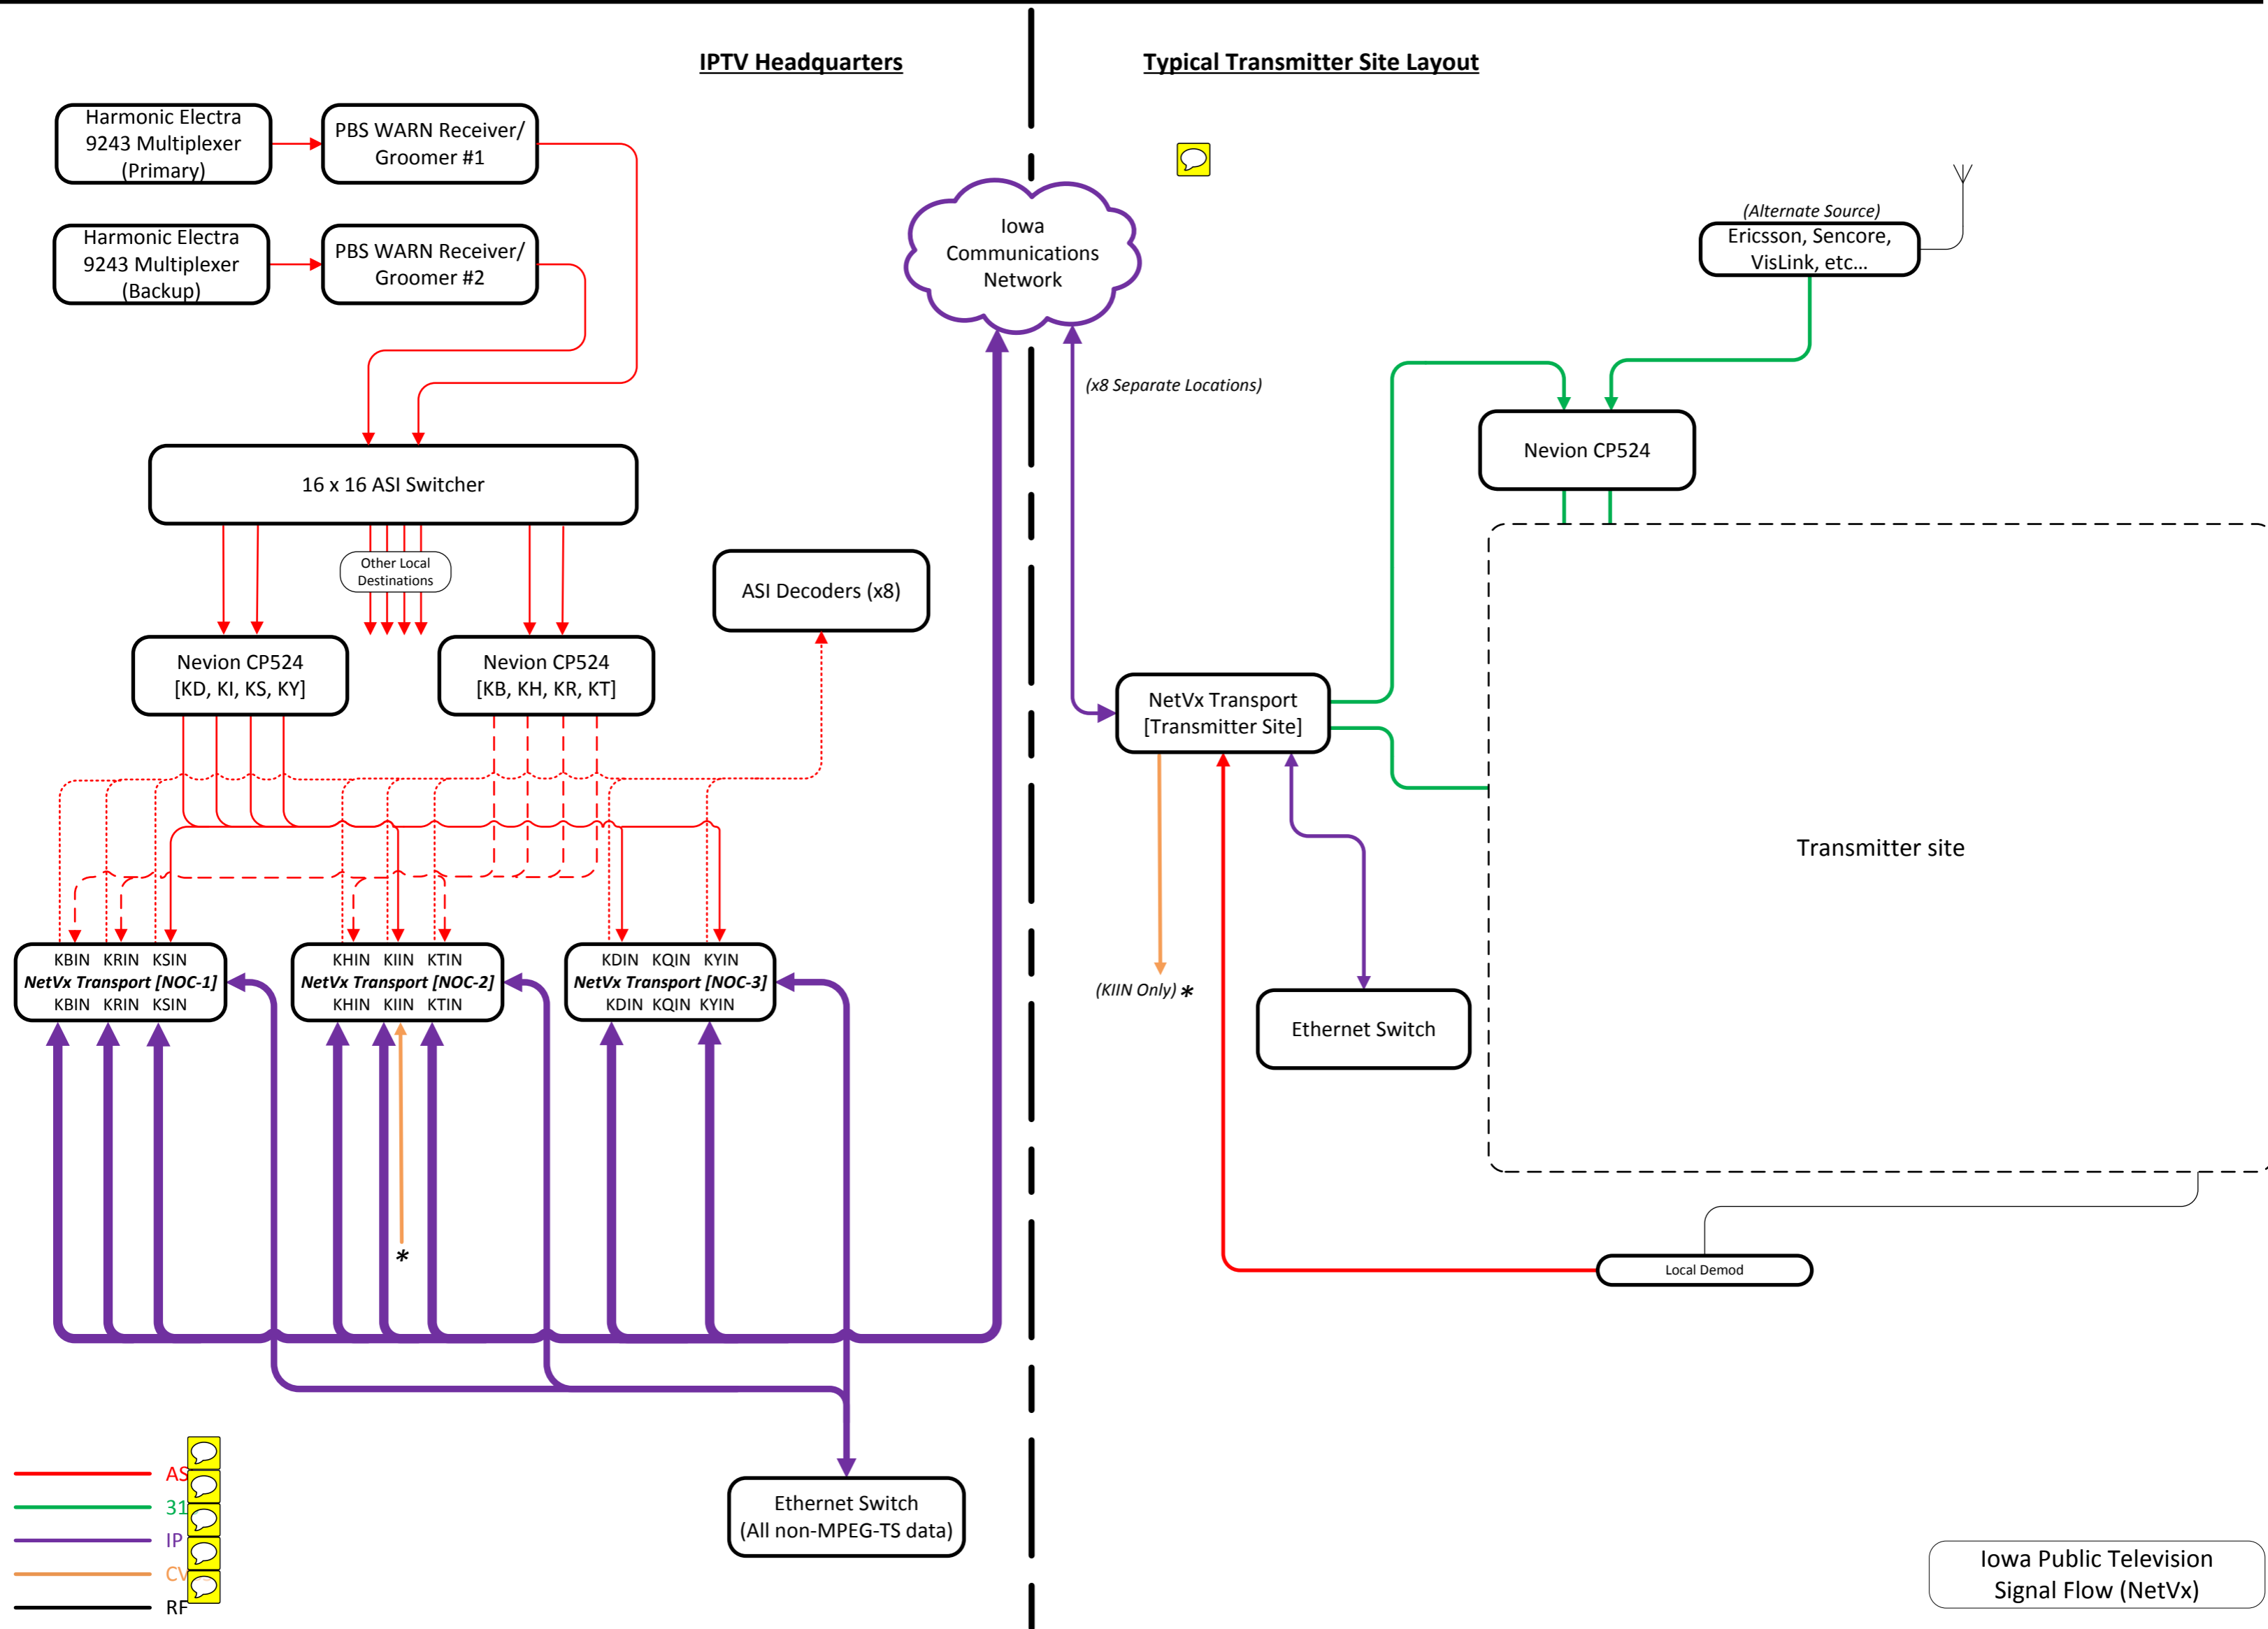 IPTV Headquarters
Typical Transmitter Site Layout
Harmonic Electra
9243 Multiplexer
(Primary)
PBS WARN Receiver/
Groomer #1
Harmonic Electra
9243 Multiplexer
(Backup)
PBS WARN Receiver/
Groomer #2
Iowa
Communications
Network
(Alternate Source)
Ericsson, Sencore,
VisLink, etc...
(x8 Separate Locations)
16 x 16 ASI Switcher
Nevion CP524
Other Local
Destinations
ASI Decoders (x8)
Nevion CP524
[KD, KI, KS, KY]
Nevion CP524
[KB, KH, KR, KT]
NetVx Transport
[Transmitter Site]
Transmitter site
KBIN KRIN KSIN
NetVx Transport [NOC-1]
KBIN KRIN KSIN
KHIN KIIN KTIN
NetVx Transport [NOC-2]
KHIN KIIN KTIN
KDIN KQIN KYIN
NetVx Transport [NOC-3]
KDIN KQIN KYIN
(KIIN Only) *
Ethernet Switch
*
Local Demod
AS
31
IP
CV
RF
Ethernet Switch
(All non-MPEG-TS data)
Iowa Public Television
Signal Flow (NetVx)